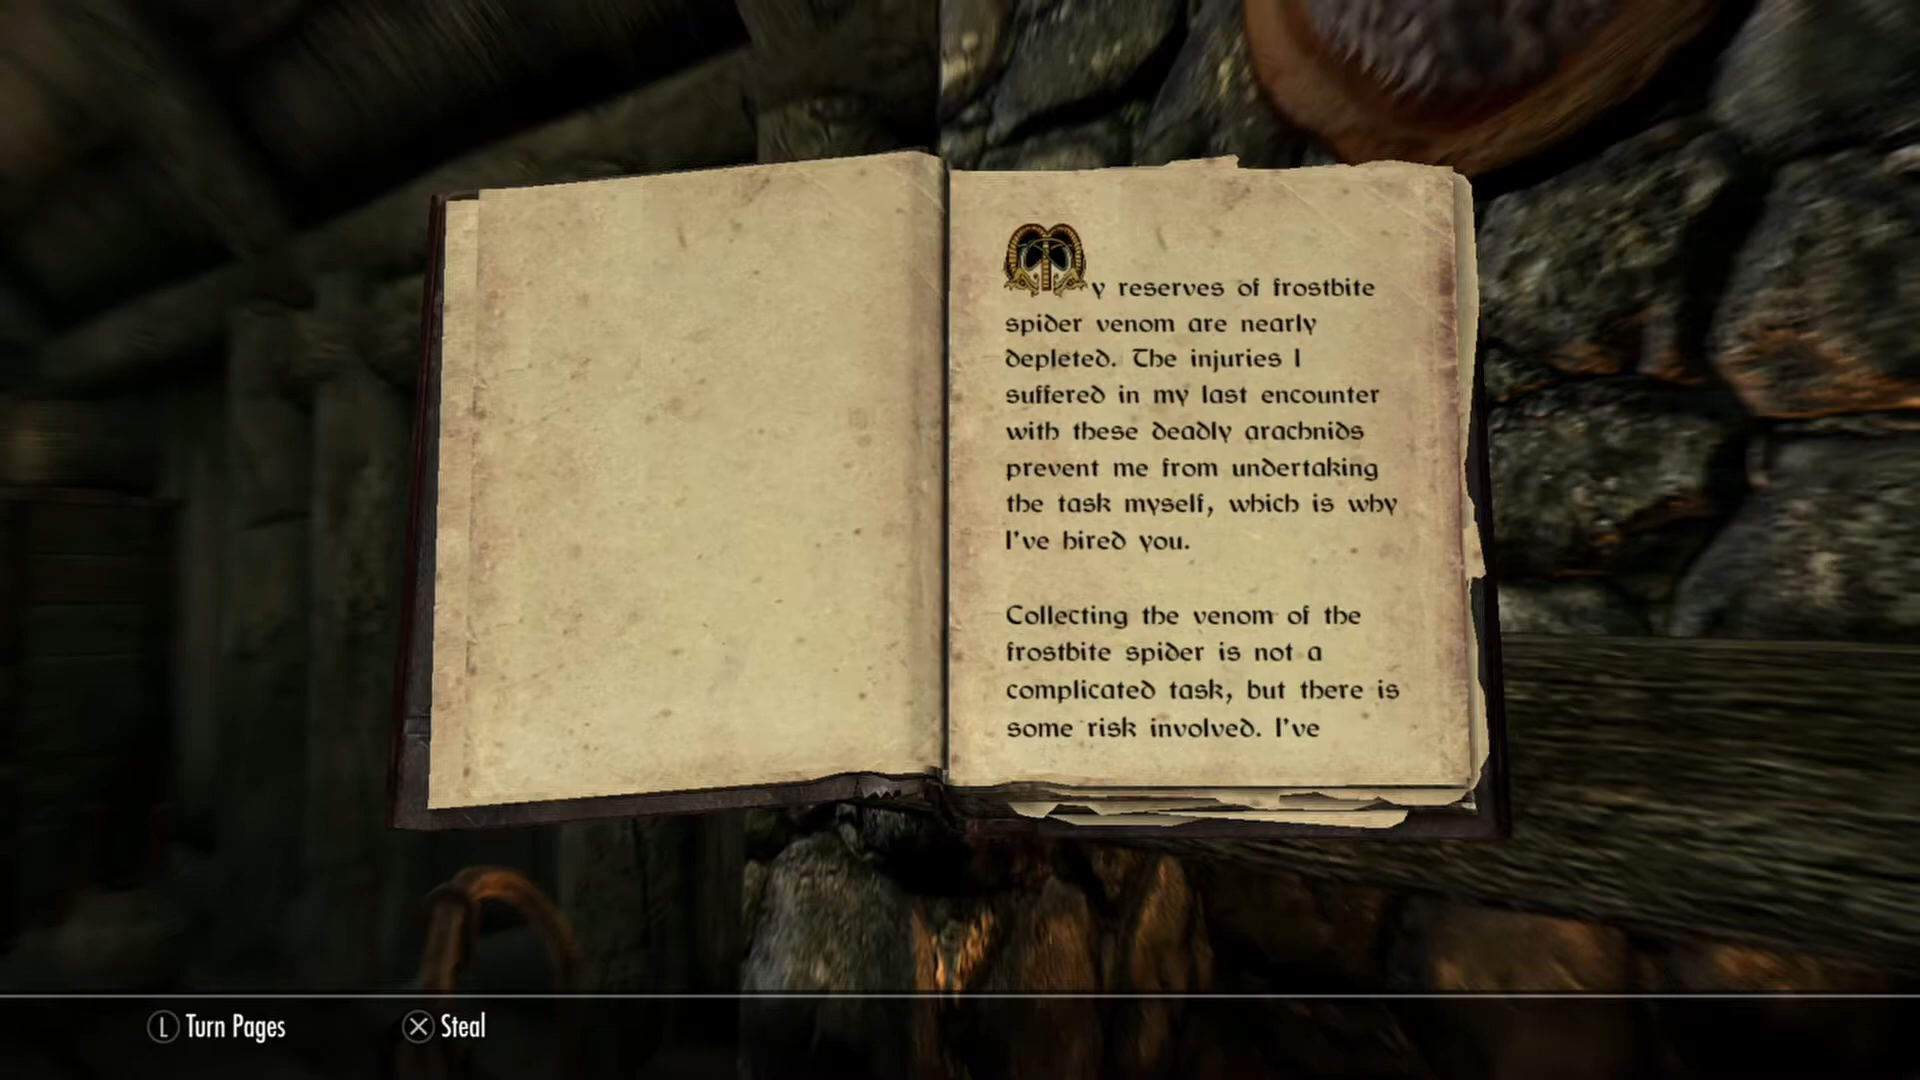 My reserves of frostbite
spider venom are nearly
depleted. The injuries I
suffered in my last encounter
with these deadly arachnids
prevent me from undertaking
the task myself, which is why
I've hired you.
Collecting the venom of the
frostbite spider is not a
complicated task, but there is
some risk involved. I've
L Turn Pages X Steal